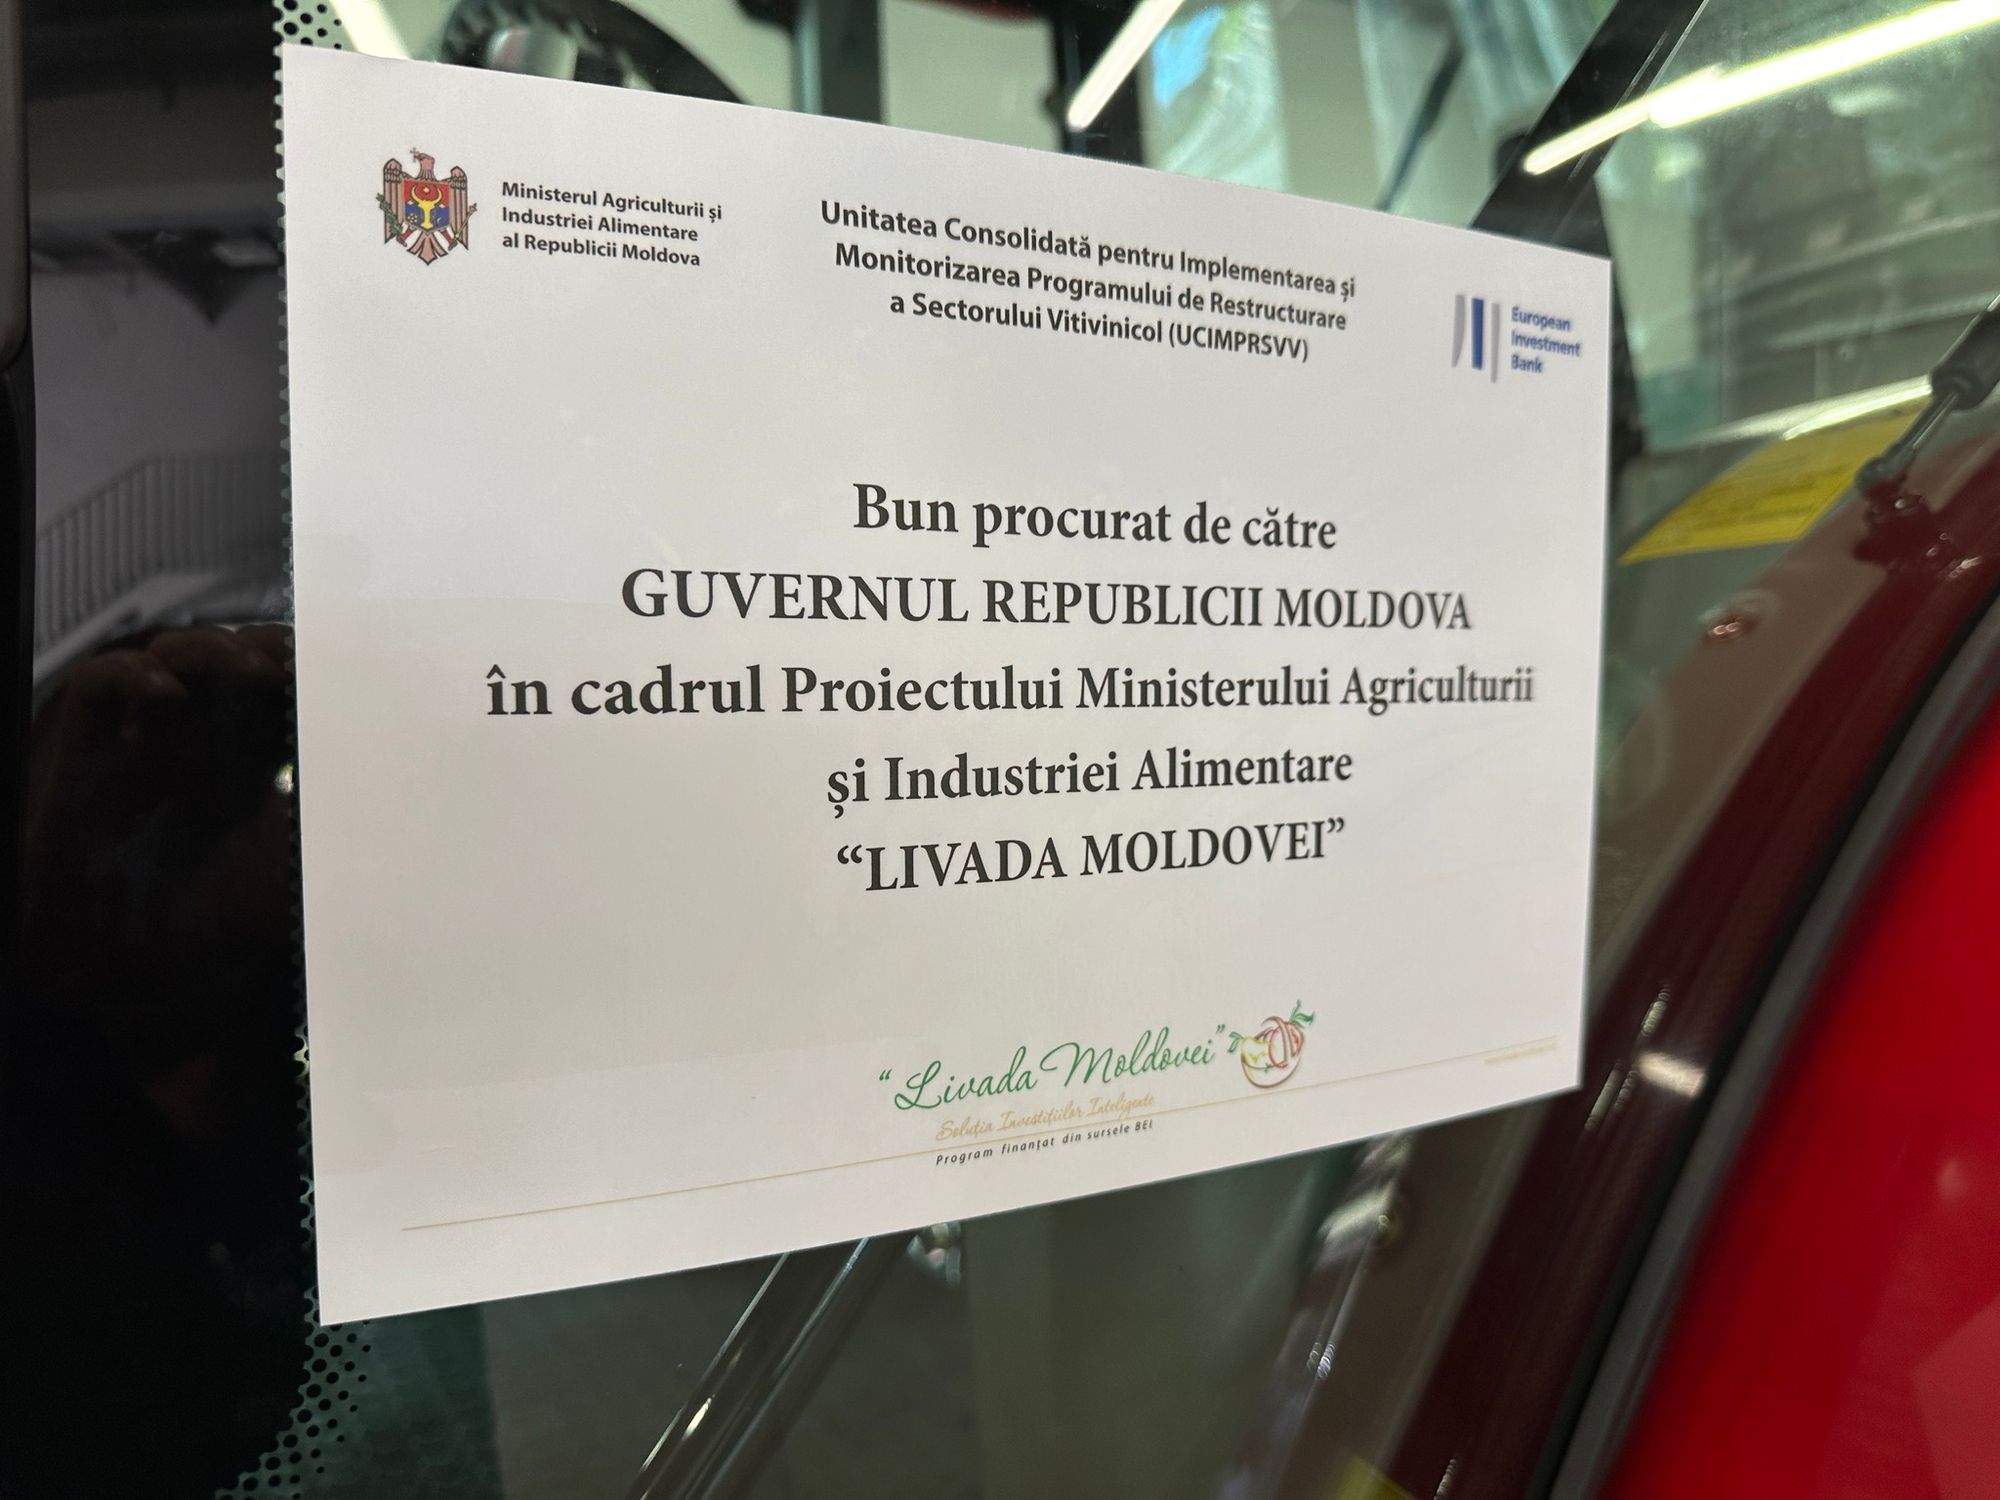 Ministerul Agriculturii și
Industriei Alimentare
al Republicii Moldova
Unitatea Consolidată pentru Implementarea și
Monitorizarea Programului de Restructurare
a Sectorului Vitivinicol (UCIMPRSVV)
European
Investment
Bank
Bun procurat de către
GUVERNUL REPUBLICII MOLDOVA
în cadrul Proiectului Ministerului Agriculturii
și Industriei Alimentare
“LIVADA MOLDOVEI”
“Livada Moldovei”
Soluția Investițiilor Inteligente
Program finanțat din sursele BEI